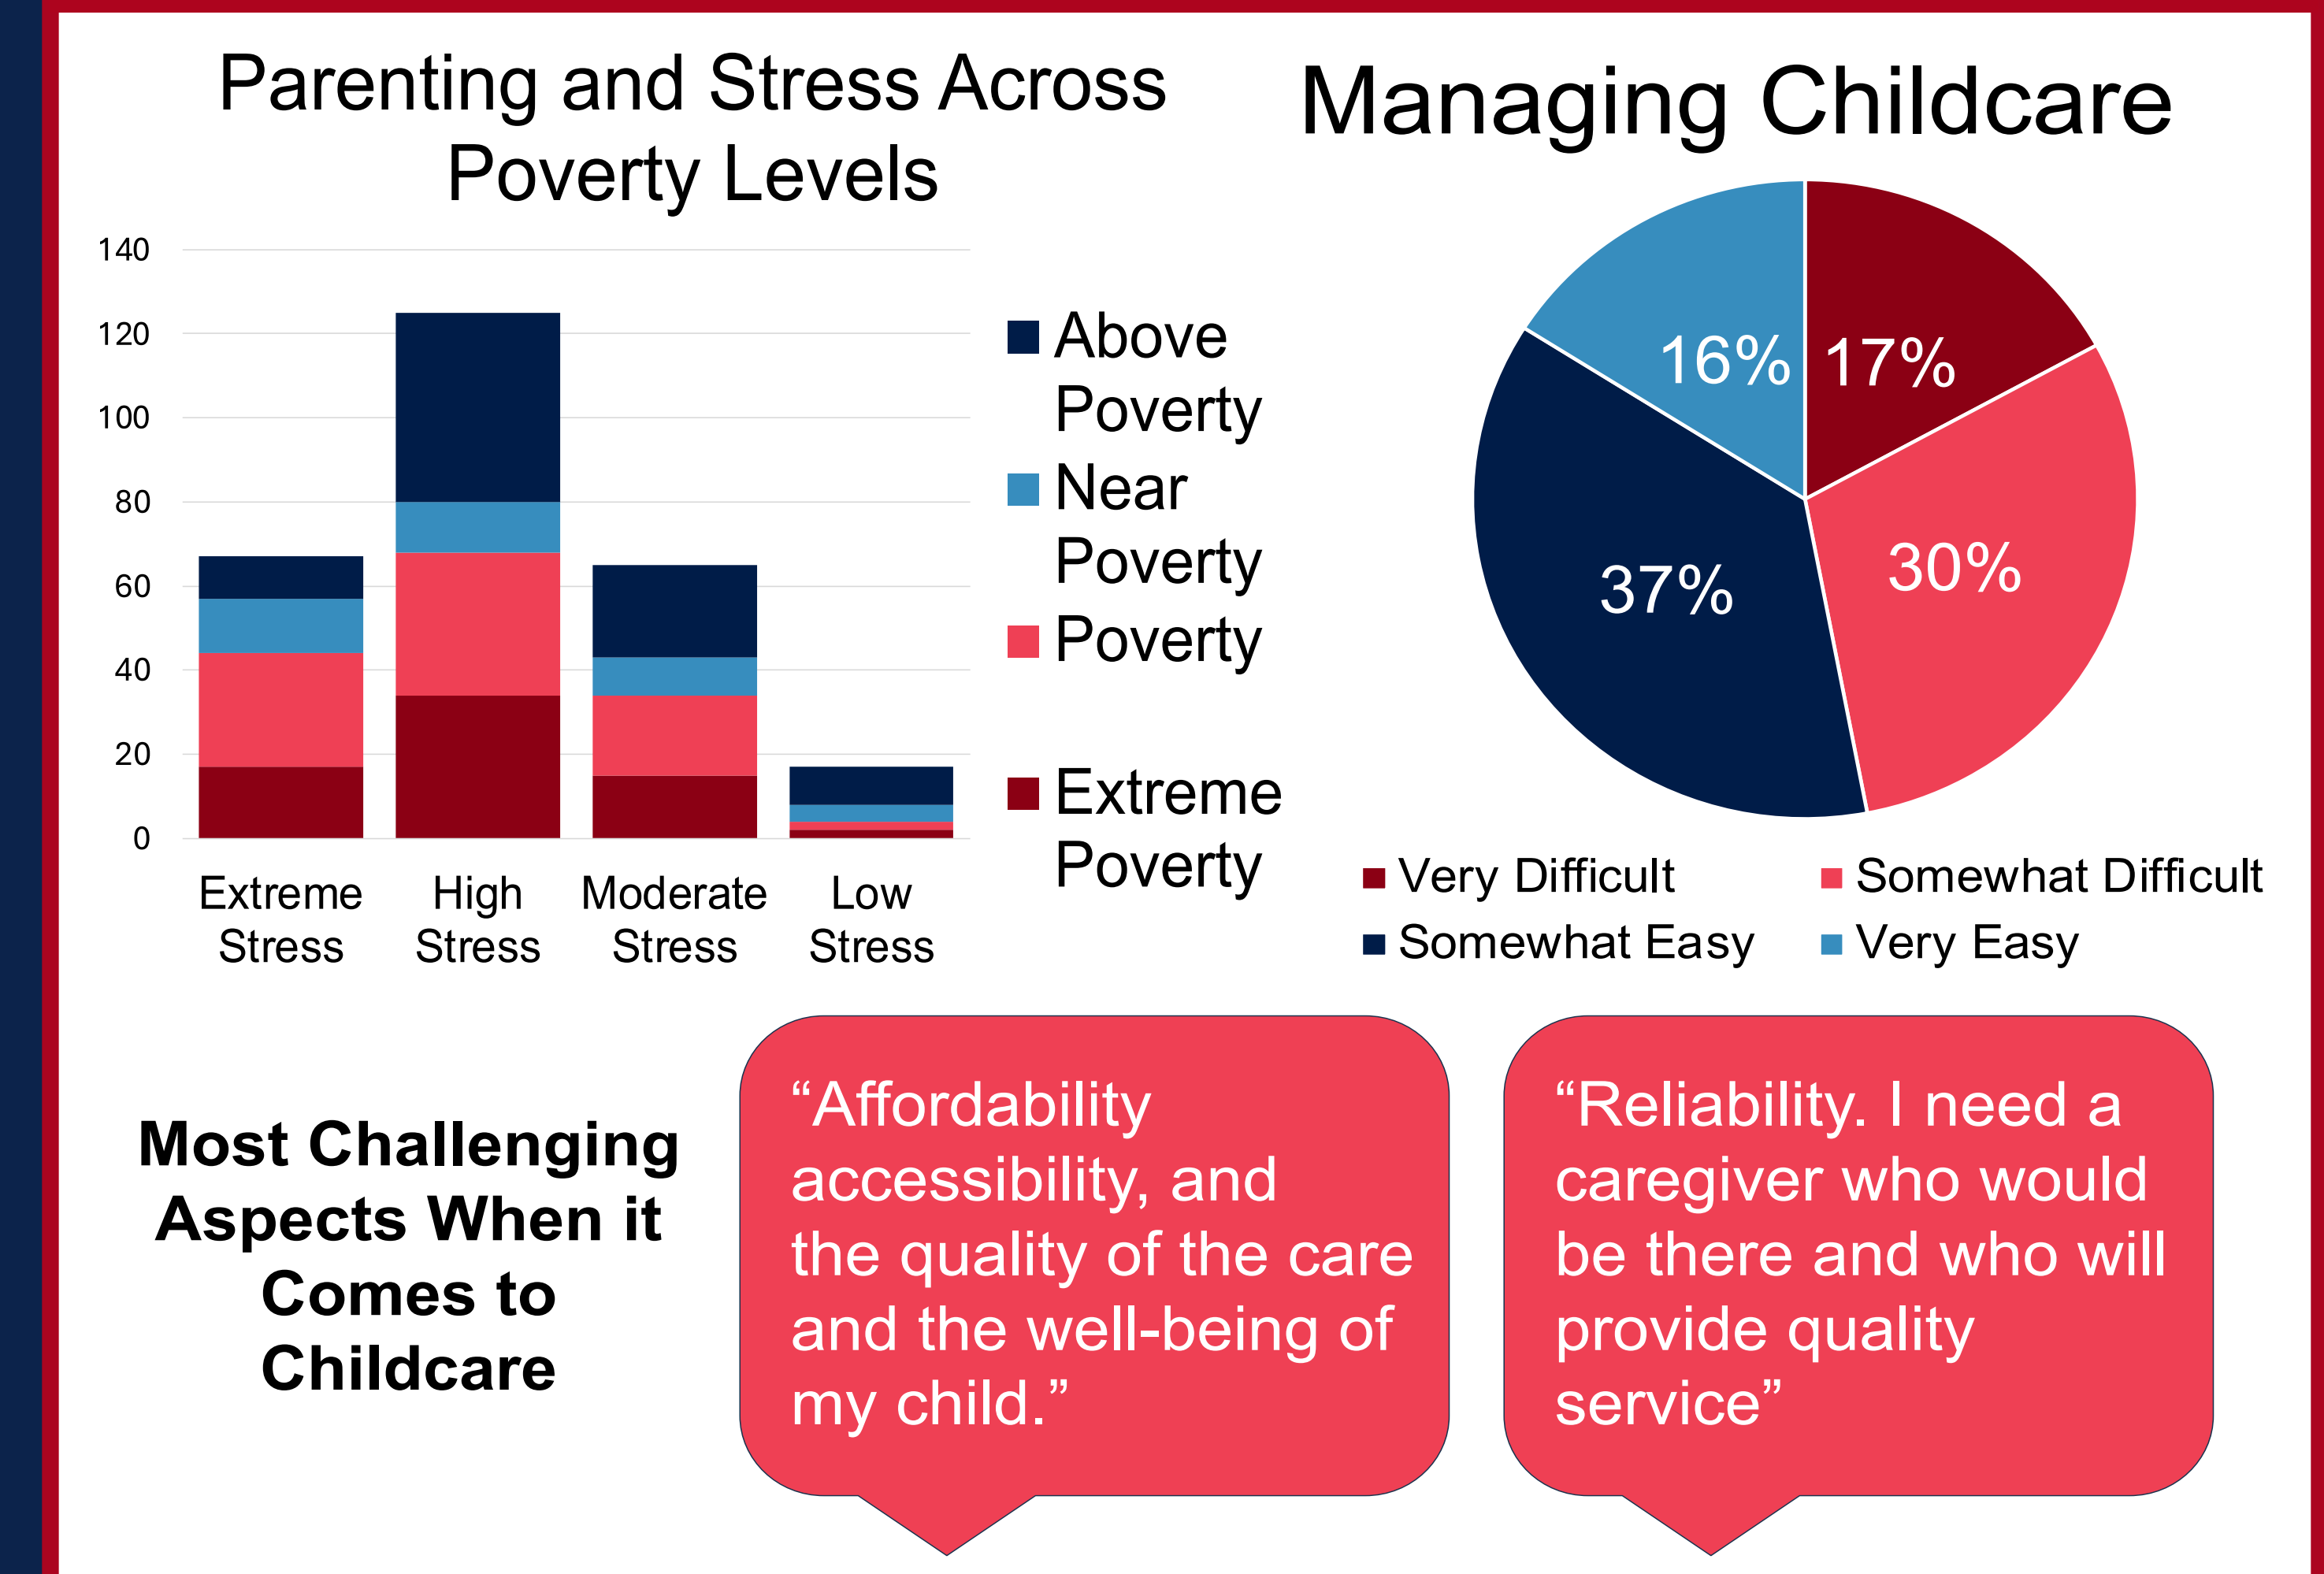 Parenting and Stress Across
Poverty Levels
140
120
100
80
60
40
20
0
Extreme
Stress
High
Stress
Moderate
Stress
Low
Stress
Above
Poverty
Near
Poverty
Poverty
Extreme
Poverty
Managing Childcare
16%
17%
37%
30%
Very Difficult
Somewhat Difficult
Somewhat Easy
Very Easy
Most Challenging
Aspects When it
Comes to
Childcare
“Affordability
accessibility, and
the quality of the care
and the well-being of
my child.”
“Reliability. I need a
caregiver who would
be there and who will
provide quality
service”